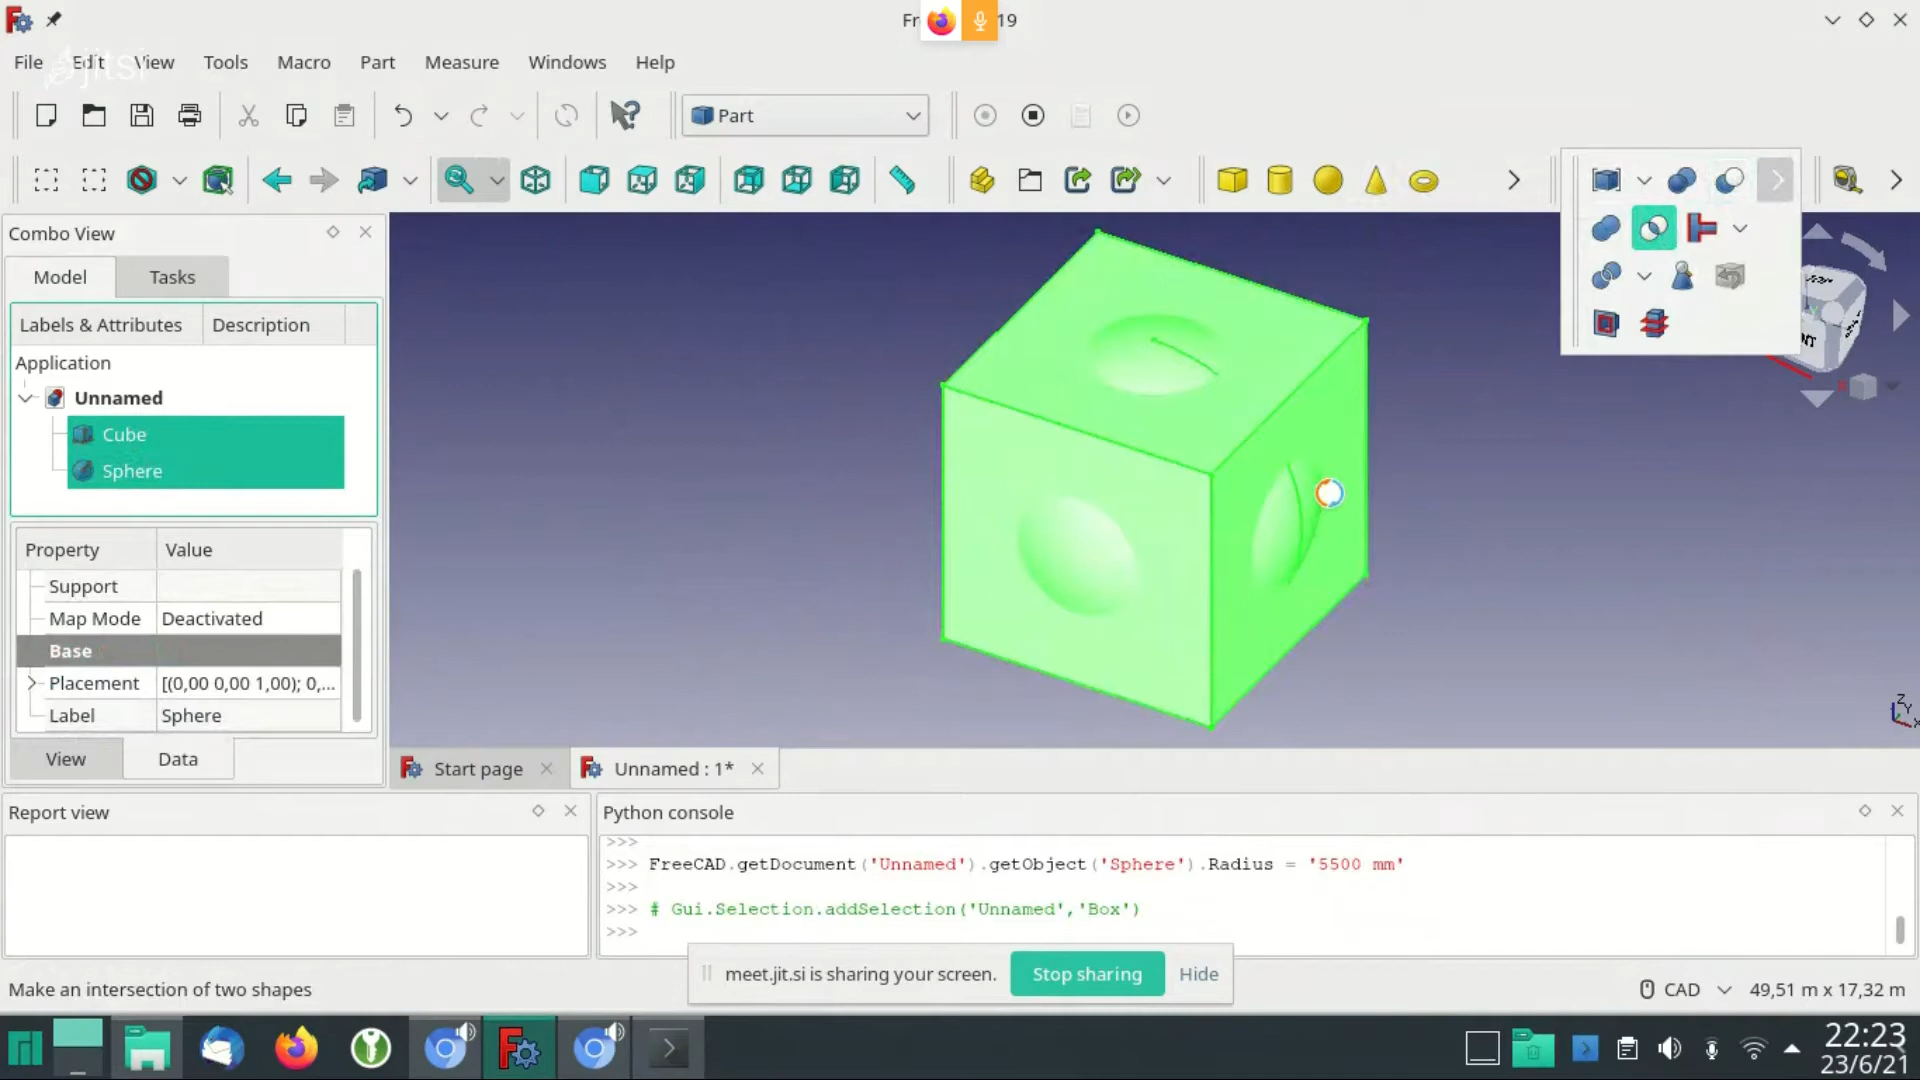 19
File Edit View Tools Macro Part Measure Windows Help
jitsi
Part
Combo View
Model Tasks
Labels & Attributes Description
Application
Unnamed
Cube
Sphere
Property Value
Support
Map Mode Deactivated
Base
Placement [(0,00 0,00 1,00); 0,...
Label Sphere
View Data
Z
Y
Start page Unnamed : 1*
Report view
Python console
>>>
>>> FreeCAD.getDocument('Unnamed').getObject('Sphere').Radius = '5500 mm'
>>>
>>> # Gui.Selection.addSelection('Unnamed','Box')
>>>
meet.jit.si is sharing your screen. Stop sharing Hide
Make an intersection of two shapes
CAD 49,51 m x 17,32 m
22:23
23/6/21